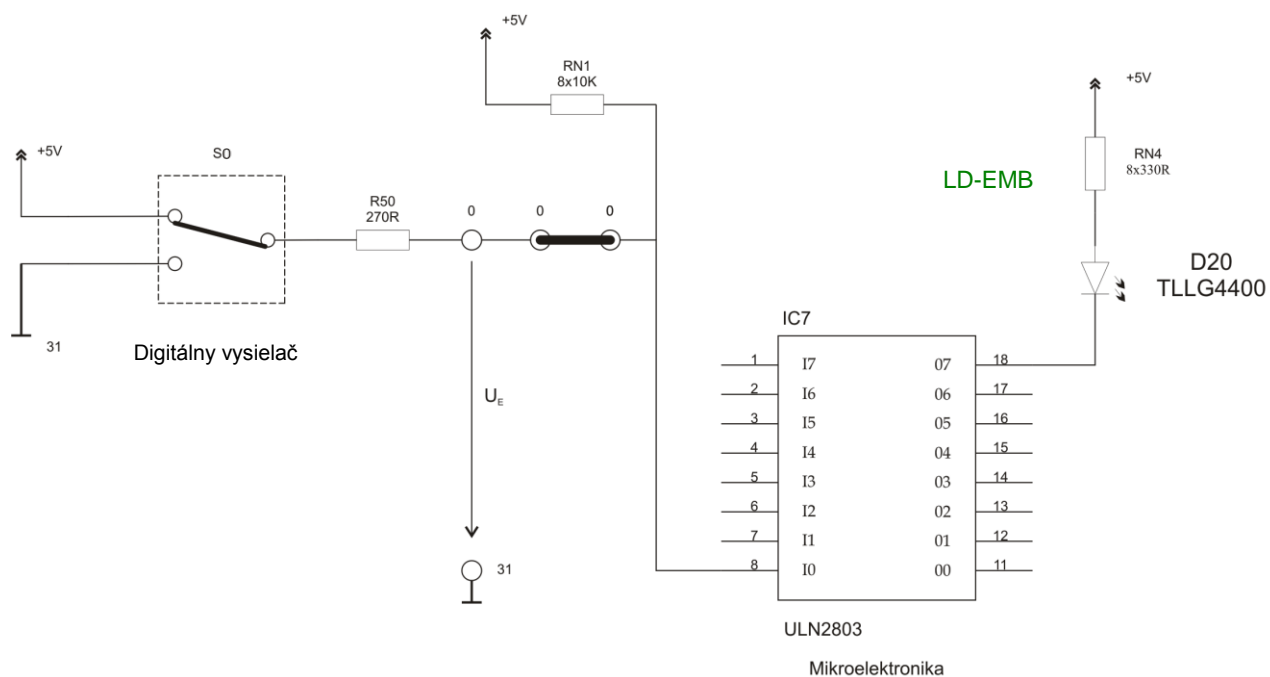 +5V
RN1
8x10K
+5V
+5V
S0
RN4
8x330R
LD-EMB
R50
270R
0
0
0
D20
TLLG4400
31
Digitálny vysielač
IC7
UE
1 I7 07 18
2 I6 06 17
3 I5 05 16
4 I4 04 15
5 I3 03 14
6 I2 02 13
7 I1 01 12
8 I0 00 11
31
ULN2803
Mikroelektronika